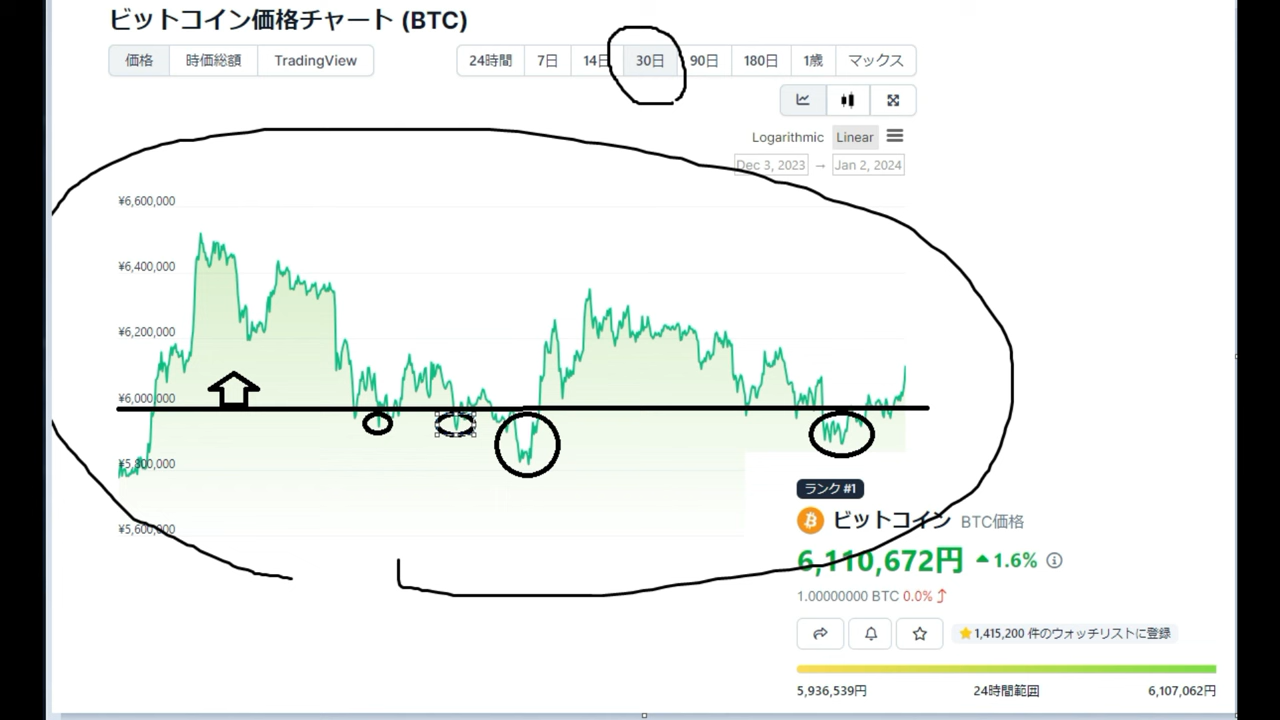 ビットコイン価格チャート (BTC)
価格 時価総額 TradingView 24時間 7日 14日 30日 90日 180日 1歳 マックス
Logarithmic Linear
Dec 3, 2023 → Jan 2, 2024
¥6,600,000
¥6,400,000
¥6,200,000
¥6,000,000
¥5,800,000
¥5,600,000
ランク #1
ビットコイン BTC価格
6,110,672円 1.6%
1.00000000 BTC 0.0%
1,415,200 件のウォッチリストに登録
5,936,539円 24時間範囲 6,107,062円